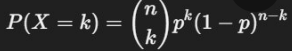 P(X = k) = \binom{n}{k} p^k (1 − p)^{n−k}